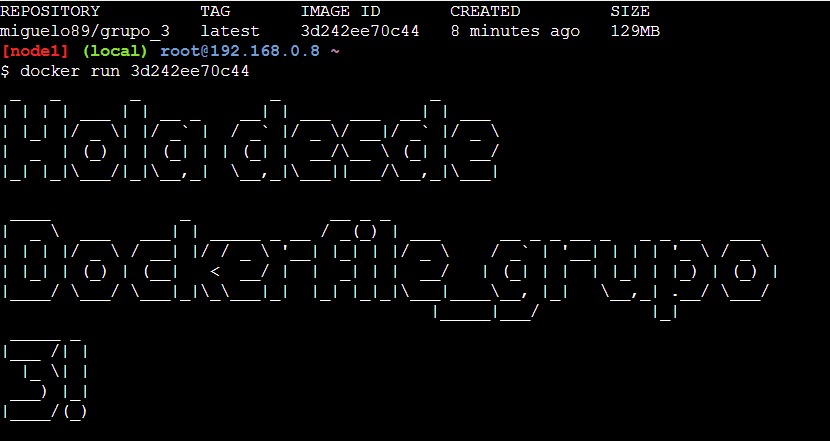 REPOSITORY TAG IMAGE ID CREATED SIZE
miguelo89/grupo_3 latest 3d242ee70c44 8 minutes ago 129MB
[node1] (local) root@192.168.0.8 ~
$ docker run 3d242ee70c44
Hola desde
Dockerfile_grupo
3!